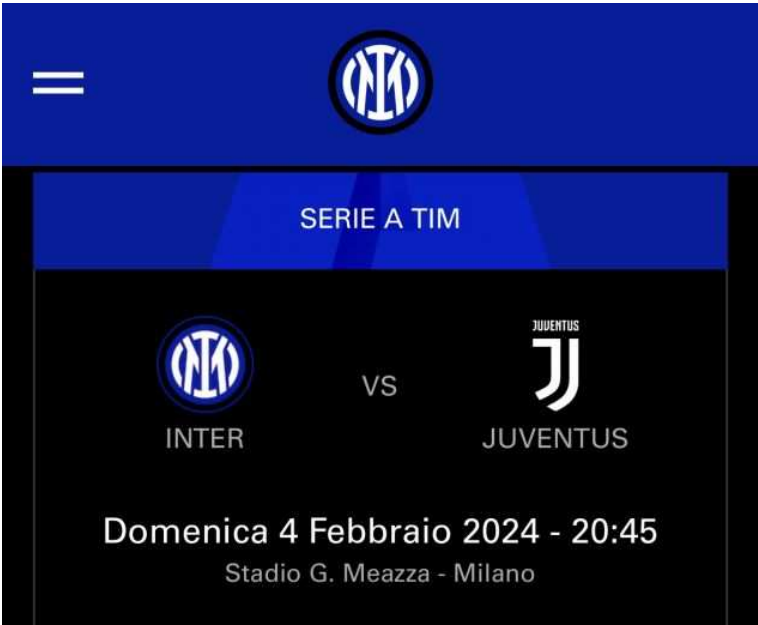 SERIE A TIM
JUVENTUS
VS
INTER
JUVENTUS
Domenica 4 Febbraio 2024 - 20:45
Stadio G. Meazza - Milano